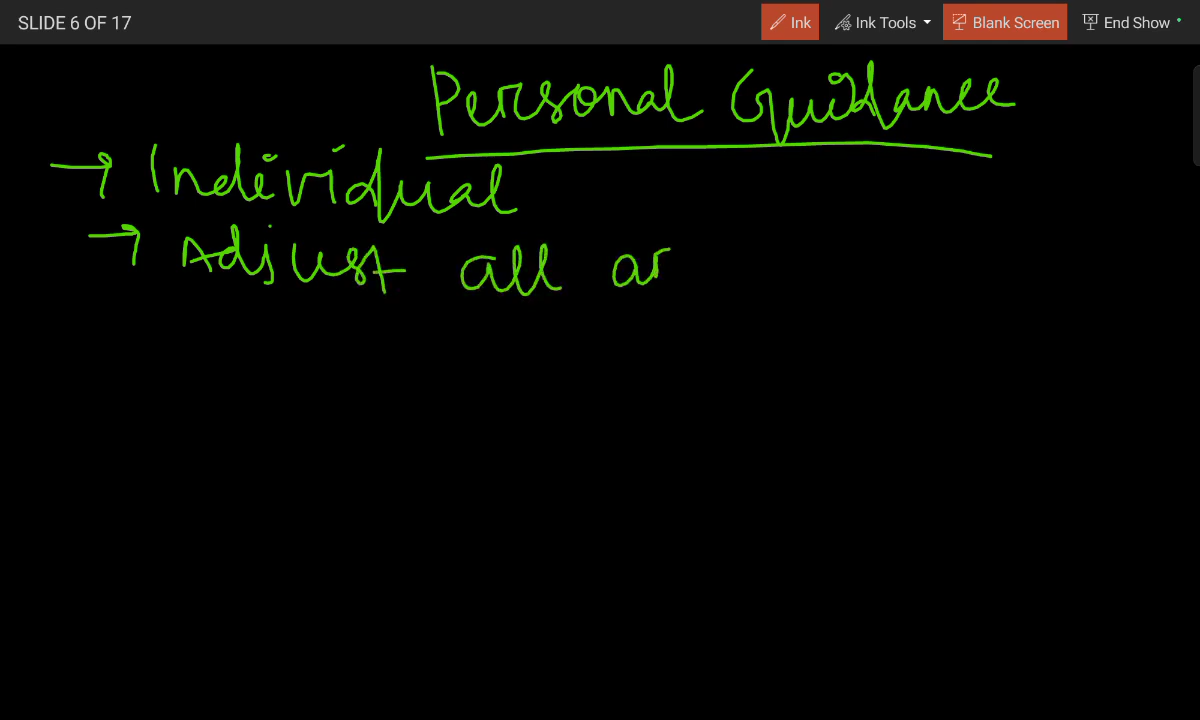 SLIDE 6 OF 17 Ink Ink Tools Blank Screen End Show
Personal Guidance
→ Individual
→ Adjust all ar